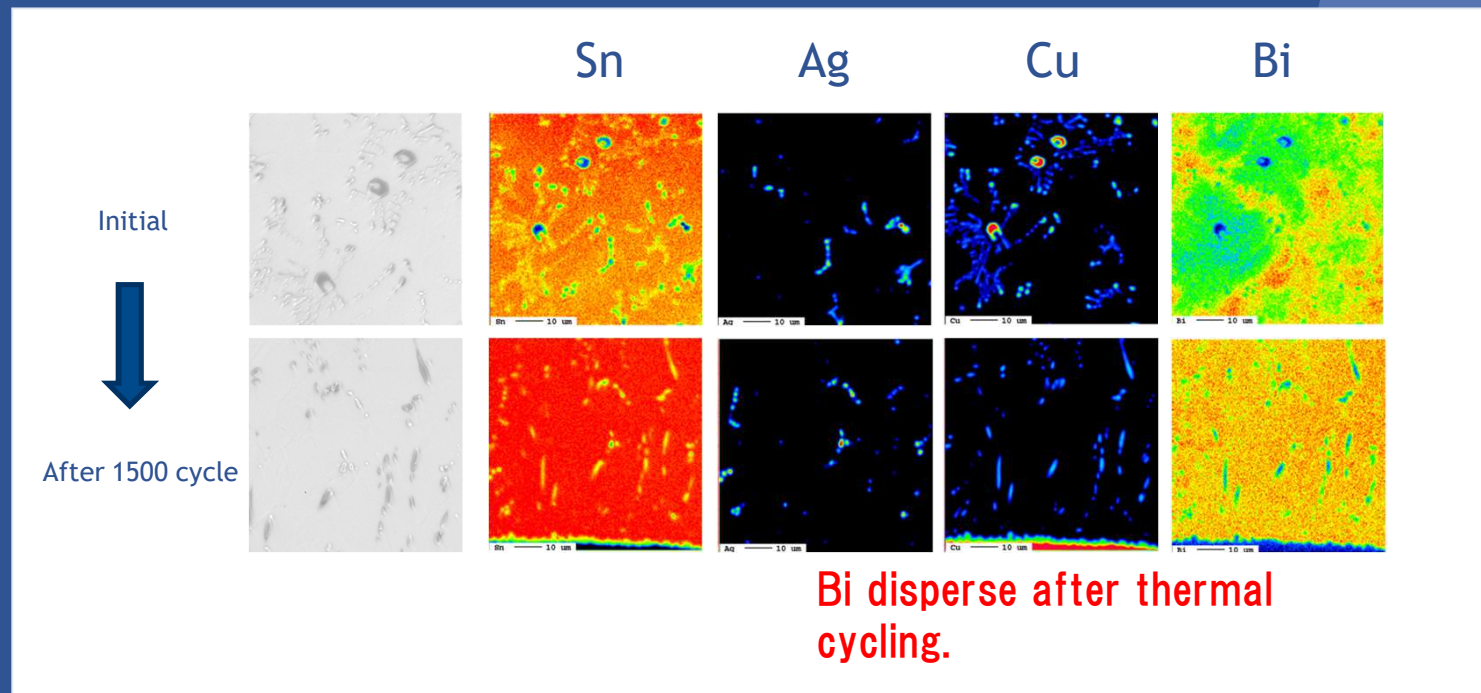 Sn Ag Cu Bi
Initial
Sn 10 um Ag 10 um Cu 10 um Bi 10 um
After 1500 cycle
Sn 10 um Ag 10 um Cu 10 um Bi 10 um
Bi disperse after thermal
cycling.